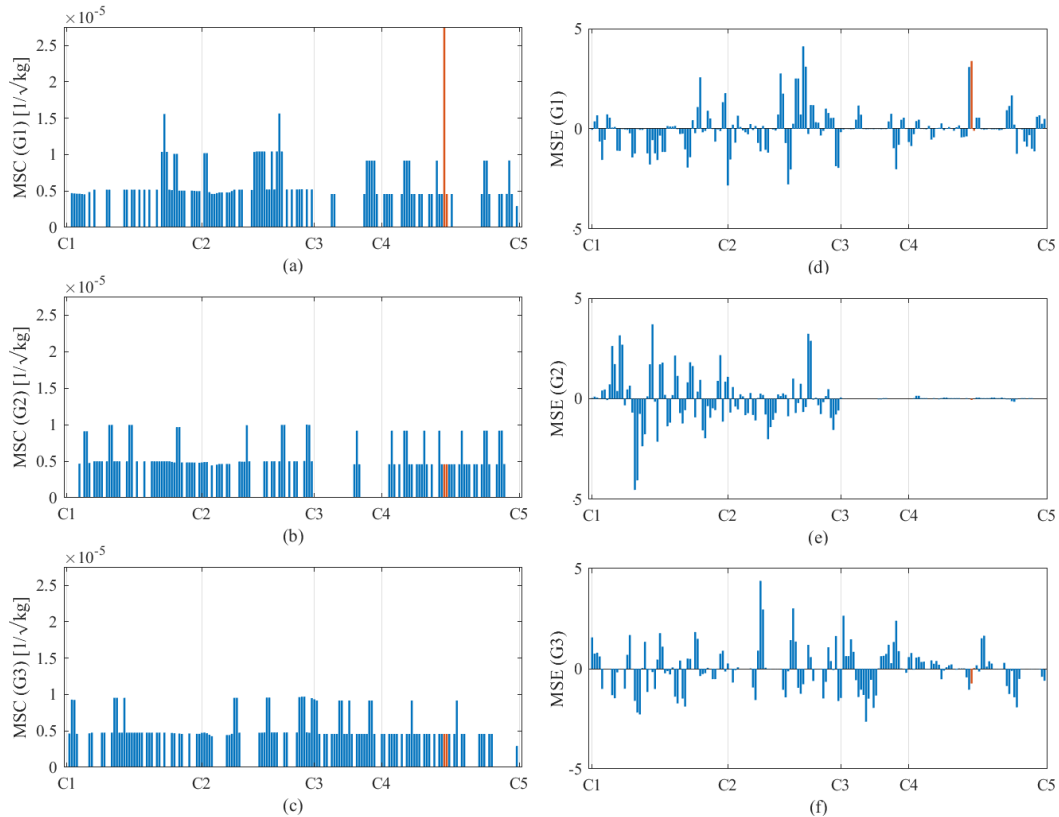 ×10⁻⁵
MSC (G1) [1/√kg]
2.5
2
1.5
1
0.5
0
C1 C2 C3 C4 C5
(a)
MSE (G1)
5
0
-5
C1 C2 C3 C4 C5
(d)
×10⁻⁵
MSC (G2) [1/√kg]
2.5
2
1.5
1
0.5
0
C1 C2 C3 C4 C5
(b)
MSE (G2)
5
0
-5
C1 C2 C3 C4 C5
(e)
×10⁻⁵
MSC (G3) [1/√kg]
2.5
2
1.5
1
0.5
0
C1 C2 C3 C4 C5
(c)
MSE (G3)
5
0
-5
C1 C2 C3 C4 C5
(f)